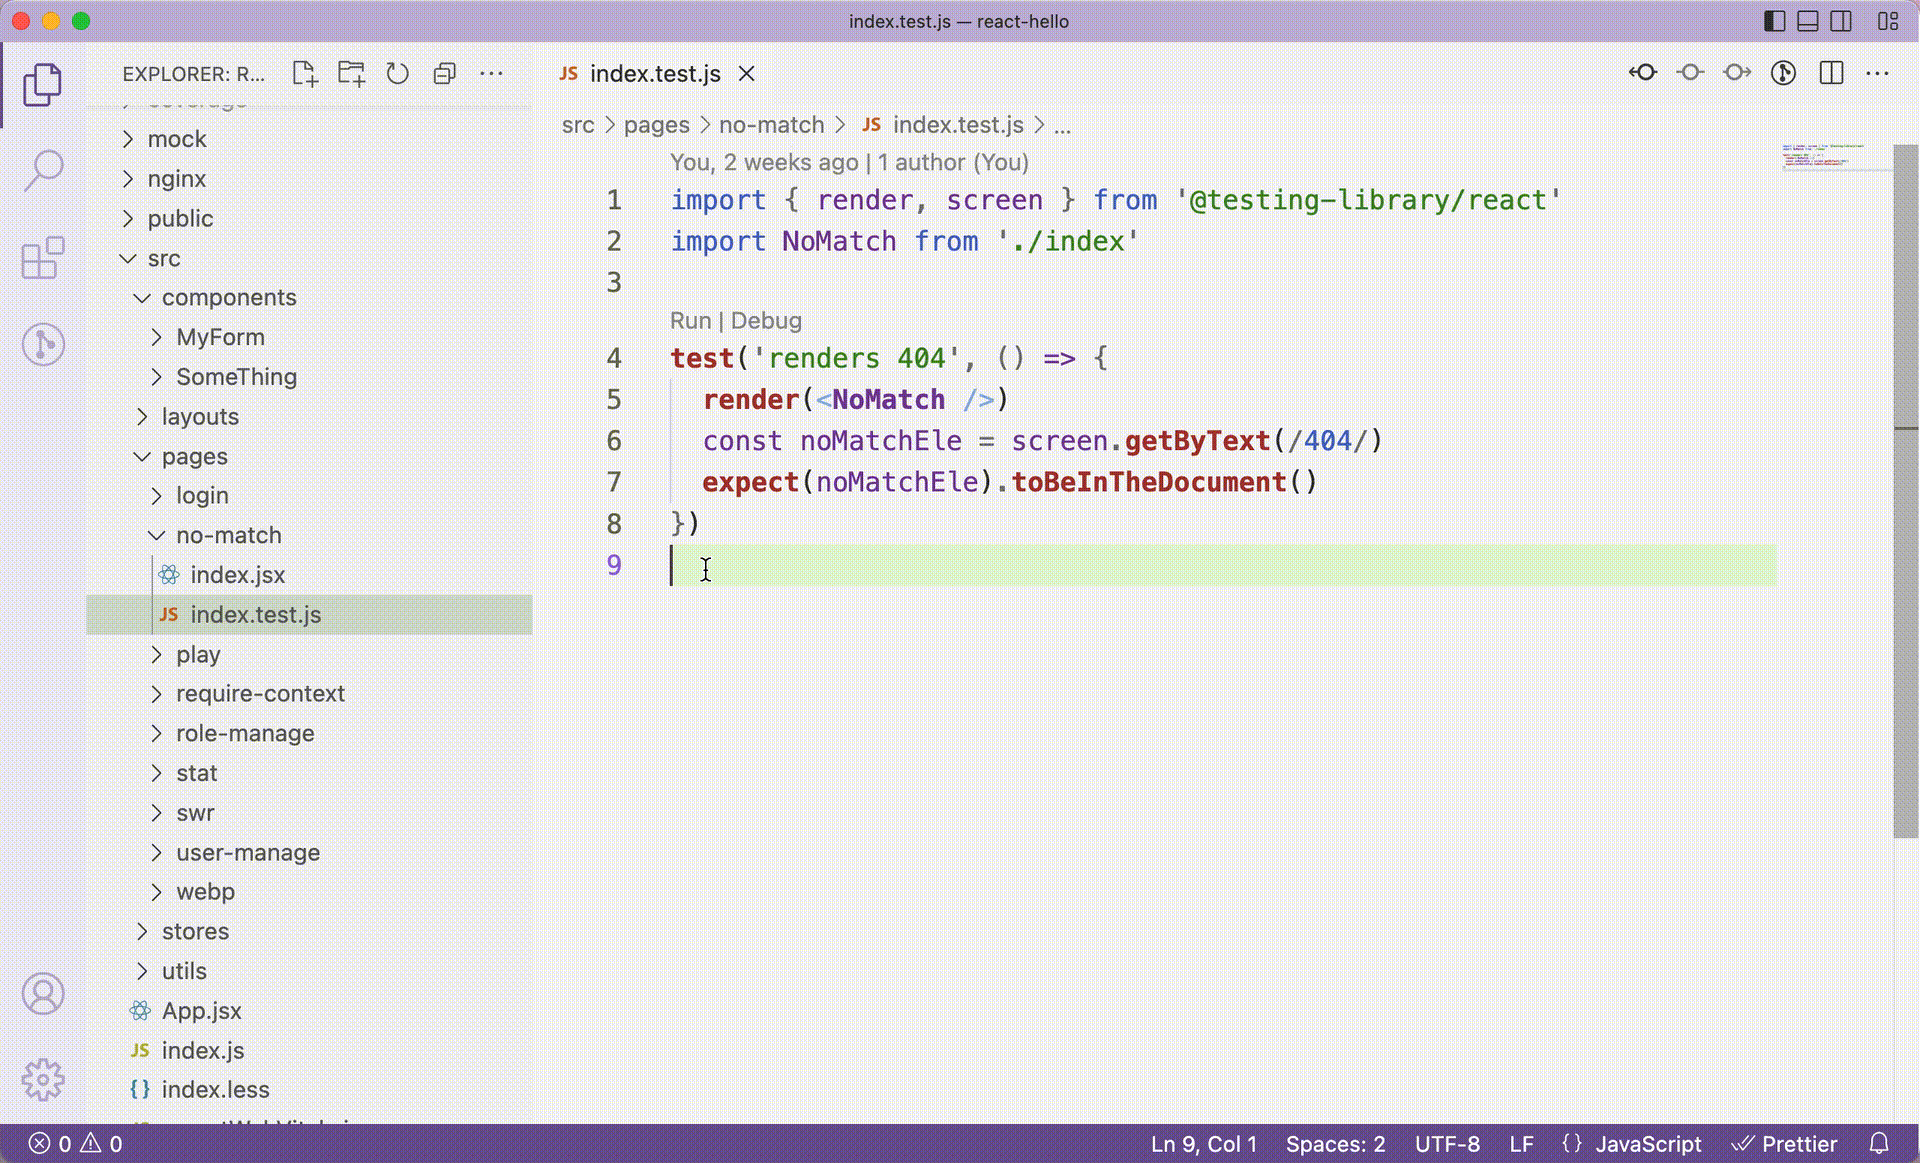 index.test.js — react-hello
EXPLORER: R...
mock
nginx
public
src
components
MyForm
SomeThing
layouts
pages
login
no-match
index.jsx
JS index.test.js
play
require-context
role-manage
stat
swr
user-manage
webp
stores
utils
App.jsx
JS index.js
{} index.less
JS index.test.js
src > pages > no-match > JS index.test.js > ...
You, 2 weeks ago | 1 author (You)
1 import { render, screen } from '@testing-library/react'
2 import NoMatch from './index'
3
Run | Debug
4 test('renders 404', () => {
5 render(<NoMatch />)
6 const noMatchEle = screen.getByText(/404/)
7 expect(noMatchEle).toBeInTheDocument()
8 })
9
0 0
Ln 9, Col 1 Spaces: 2 UTF-8 LF {} JavaScript Prettier